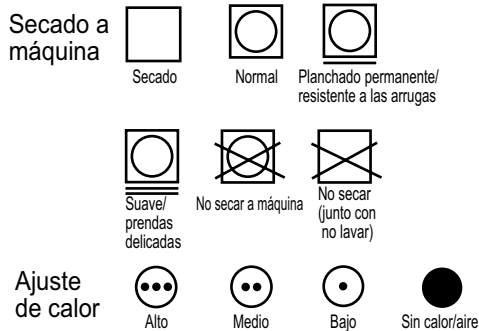 Secado a
máquina
Secado
Normal
Planchado permanente/
resistente a las arrugas
Suave/
prendas
delicadas
No secar a máquina
No secar
(junto con
no lavar)
Ajuste
de calor
Alto
Medio
Bajo
Sin calor/aire